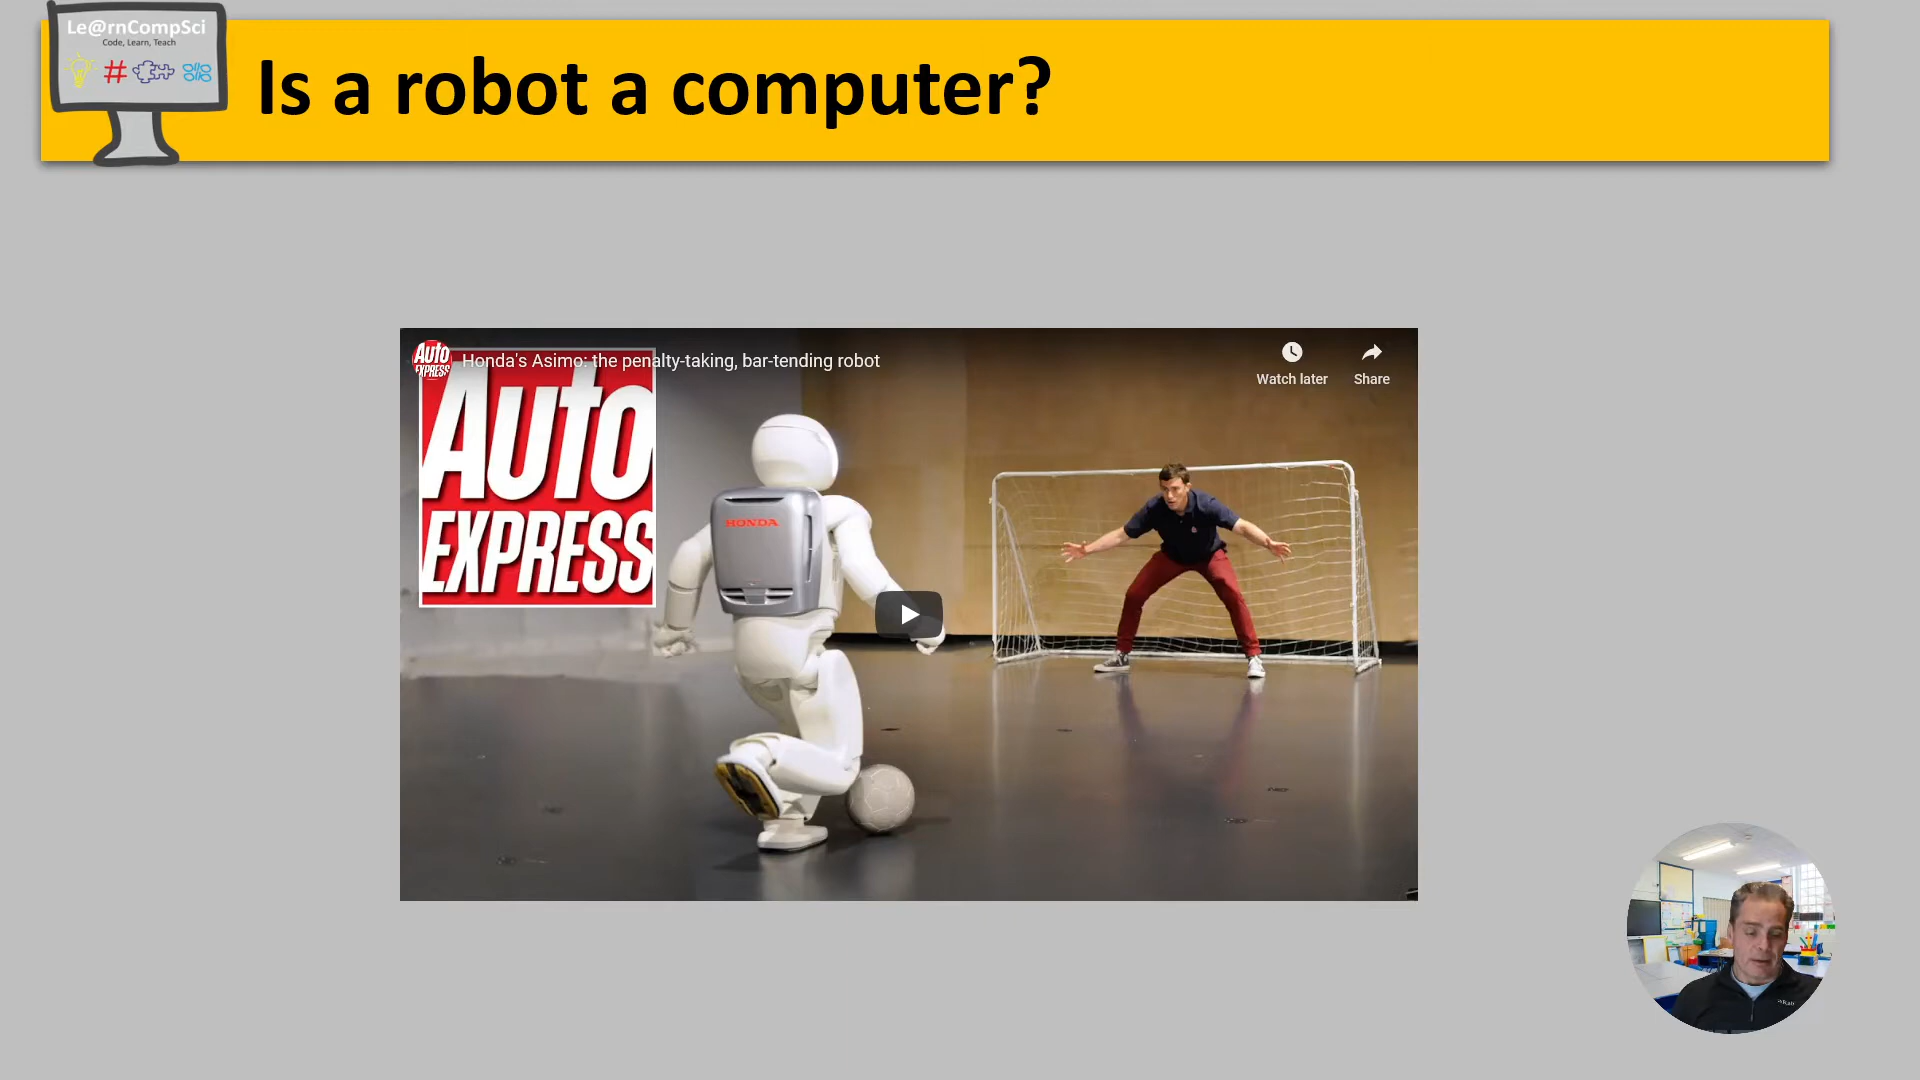 Le@rnCompSci
Code, Learn, Teach
#
Is a robot a computer?
Auto
EXPRESS
Honda's Asimo: the penalty-taking, bar-tending robot
Watch later
Share
Auto
EXPRESS
HONDA